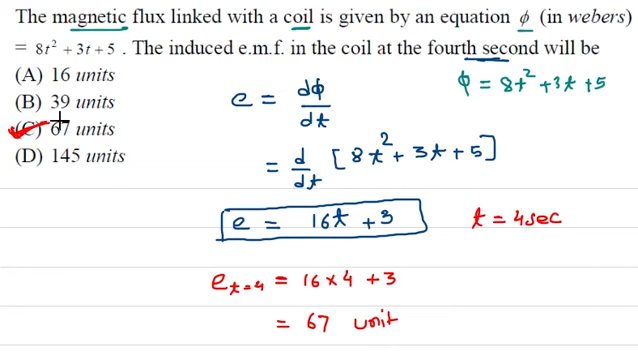 The magnetic flux linked with a coil is given by an equation ϕ (in webers)
= 8t² + 3t + 5 . The induced e.m.f. in the coil at the fourth second will be
(A) 16 units
(B) 39 units
(C) 67 units
(D) 145 units
ϕ = 8t² + 3t + 5
e = dϕ/dt
= d/dt [8t² + 3t + 5]
e = 16t + 3
t = 4 sec
e t=4 = 16 × 4 + 3
= 67 unit